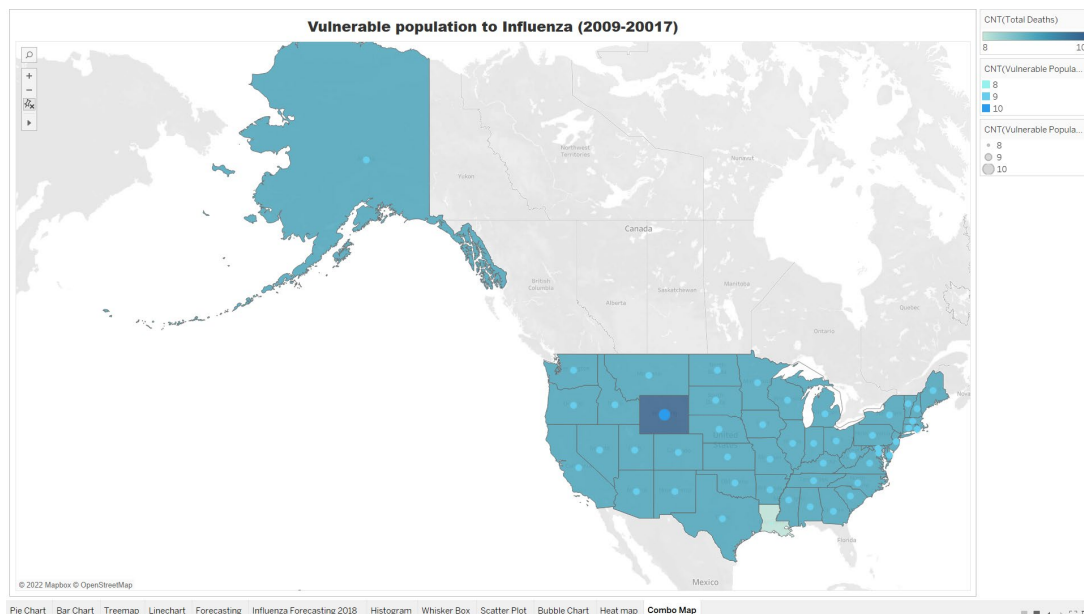 Vulnerable population to Influenza (2009-20017)
CNT(Total Deaths)
8
10
CNT(Vulnerable Popula...
8
9
10
CNT(Vulnerable Popula...
8
9
10
Northwest
Territories
Nunavut
Yukon
Canada
British
Columbia
Alberta
Saskatchewan
Manitoba
Ontario
Quebec
Nova
United
Florida
Mexico
© 2022 Mapbox © OpenStreetMap
Pie Chart Bar Chart Treemap Linechart Forecasting Influenza Forecasting 2018 Histogram Whisker Box Scatter Plot Bubble Chart Heat map Combo Map